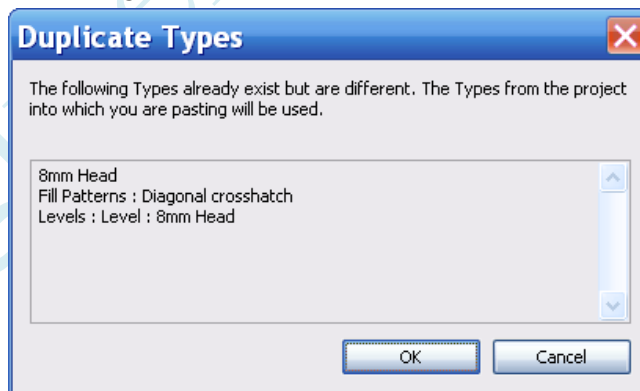 Duplicate Types
The following Types already exist but are different. The Types from the project
into which you are pasting will be used.
8mm Head
Fill Patterns : Diagonal crosshatch
Levels : Level : 8mm Head
OK
Cancel